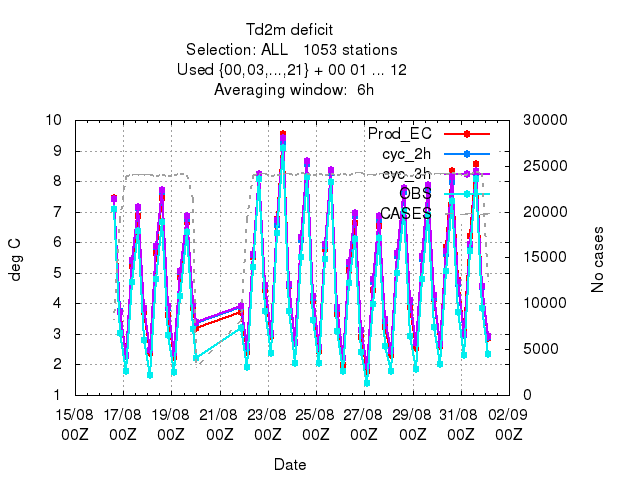 Td2m deficit
Selection: ALL 1053 stations
Used {00,03,...,21} + 00 01 ... 12
Averaging window: 6h
10
9
8
7
6
5
4
3
2
1
deg C
30000
25000
20000
15000
10000
5000
0
No cases
Prod_EC
cyc_2h
cyc_3h
OBS
CASES
15/08 17/08 19/08 21/08 23/08 25/08 27/08 29/08 31/08 02/09
00Z 00Z 00Z 00Z 00Z 00Z 00Z 00Z 00Z 00Z
Date